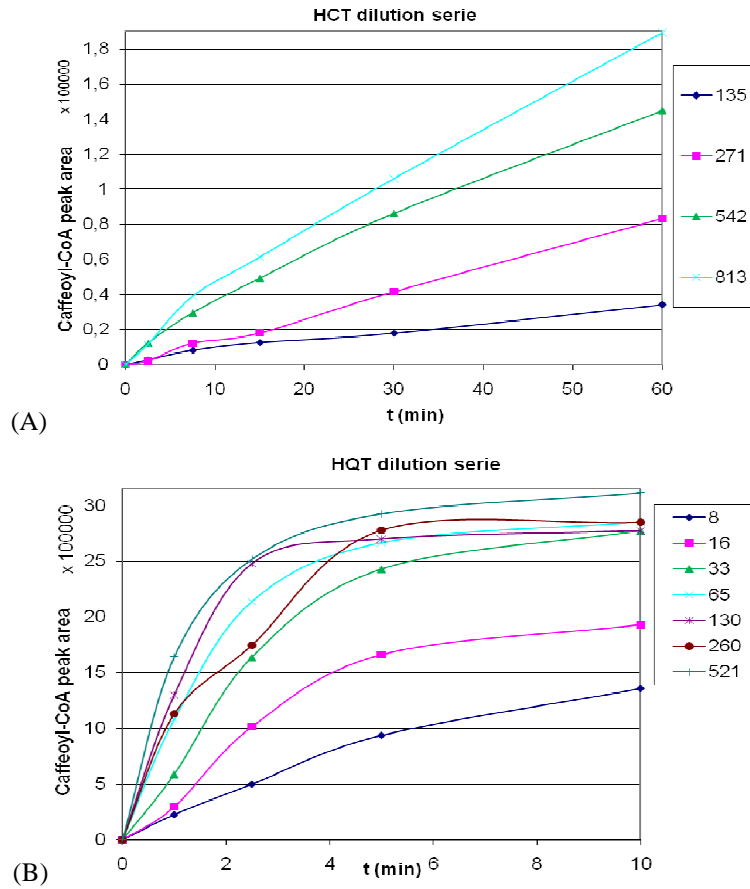 HCT dilution serie
x 100000
Caffeoyl-CoA peak area
1,8
1,6
1,4
1,2
1
0,8
0,6
0,4
0,2
0
0 10 20 30 40 50 60
t (min)
135
271
542
813
(A)
HQT dilution serie
x 100000
Caffeoyl-CoA peak area
30
25
20
15
10
5
0
0 2 4 6 8 10
t (min)
8
16
33
65
130
260
521
(B)